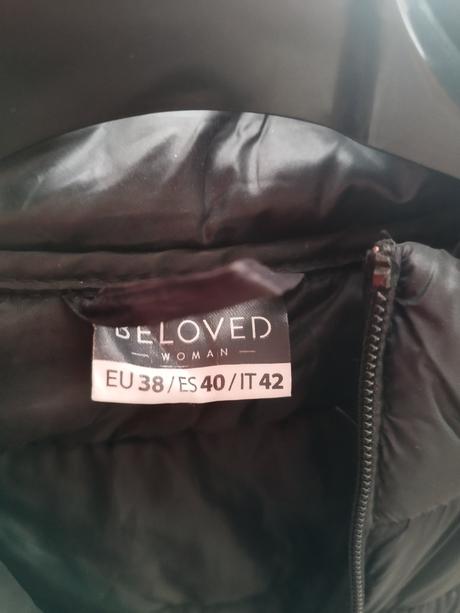 BELOVED
— WOMAN —
EU 38/ES 40/IT 42